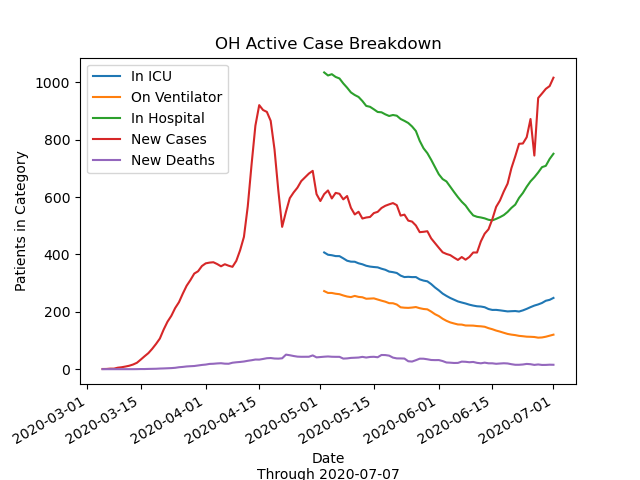 OH Active Case Breakdown
In ICU
On Ventilator
In Hospital
New Cases
New Deaths
Patients in Category
1000
800
600
400
200
0
2020-03-01
2020-03-15
2020-04-01
2020-04-15
2020-05-01
2020-05-15
2020-06-01
2020-06-15
2020-07-01
Date
Through 2020-07-07